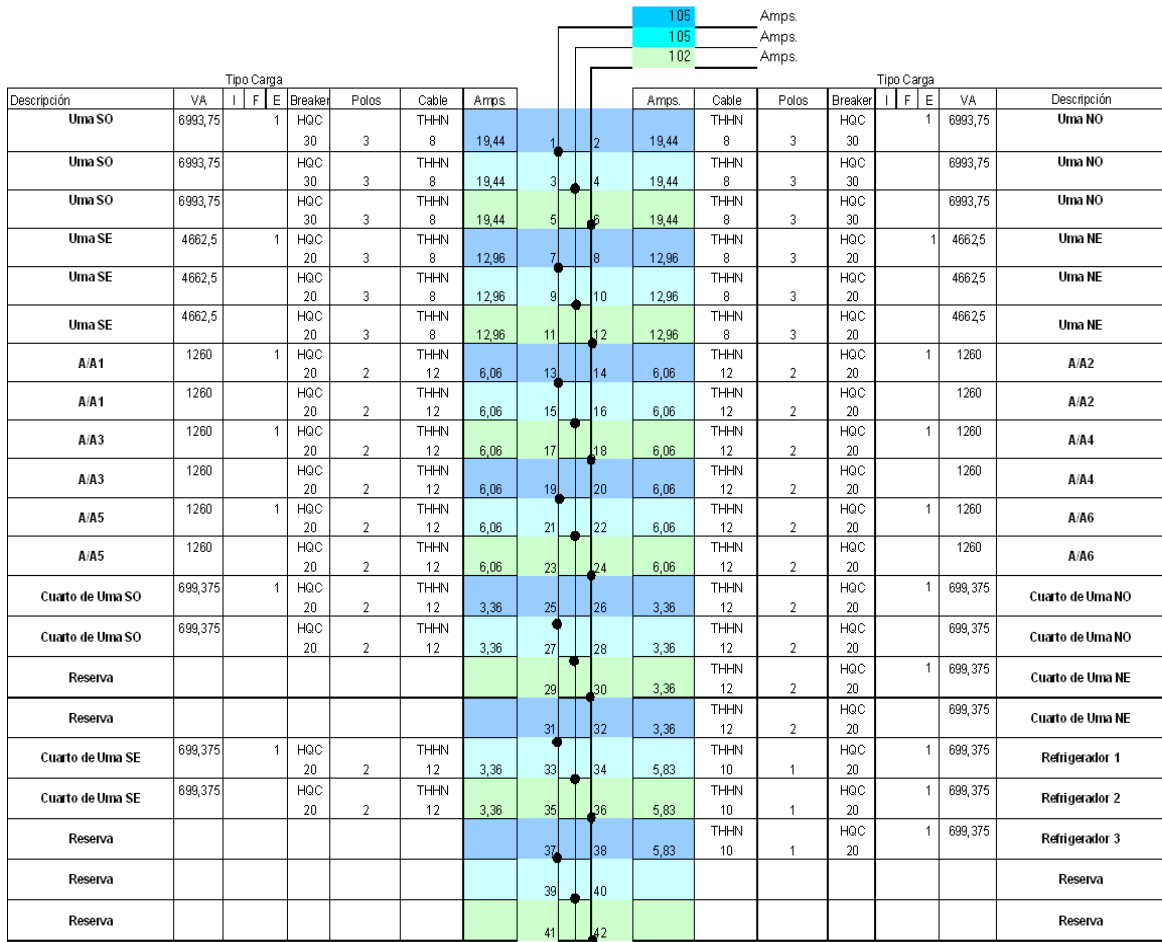 105 Amps.
105 Amps.
102 Amps.
Tipo Carga Tipo Carga
Descripción VA I F E Breaker Polos Cable Amps. Amps. Cable Polos Breaker I F E VA Descripción
Uma SO 6993,75 1 HQC THHN THHN HQC 1 6993,75 Uma NO
30 3 8 19,44 1 2 19,44 8 3 30
Uma SO 6993,75 HQC THHN THHN HQC 6993,75 Uma NO
30 3 8 19,44 3 4 19,44 8 3 30
Uma SO 6993,75 HQC THHN THHN HQC 6993,75 Uma NO
30 3 8 19,44 5 6 19,44 8 3 30
Uma SE 4662,5 1 HQC THHN THHN HQC 1 4662,5 Uma NE
20 3 8 12,96 7 8 12,96 8 3 20
Uma SE 4662,5 HQC THHN THHN HQC 4662,5 Uma NE
20 3 8 12,96 9 10 12,96 8 3 20
Uma SE 4662,5 HQC THHN THHN HQC 4662,5 Uma NE
20 3 8 12,96 11 12 12,96 8 3 20
A/A1 1260 1 HQC THHN THHN HQC 1 1260 A/A2
20 2 12 6,06 13 14 6,06 12 2 20
A/A1 1260 HQC THHN THHN HQC 1260 A/A2
20 2 12 6,06 15 16 6,06 12 2 20
A/A3 1260 1 HQC THHN THHN HQC 1 1260 A/A4
20 2 12 6,06 17 18 6,06 12 2 20
A/A3 1260 HQC THHN THHN HQC 1260 A/A4
20 2 12 6,06 19 20 6,06 12 2 20
A/A5 1260 1 HQC THHN THHN HQC 1 1260 A/A6
20 2 12 6,06 21 22 6,06 12 2 20
A/A5 1260 HQC THHN THHN HQC 1260 A/A6
20 2 12 6,06 23 24 6,06 12 2 20
Cuarto de Uma SO 699,375 1 HQC THHN THHN HQC 1 699,375 Cuarto de Uma NO
20 2 12 3,36 25 26 3,36 12 2 20
Cuarto de Uma SO 699,375 HQC THHN THHN HQC 699,375 Cuarto de Uma NO
20 2 12 3,36 27 28 3,36 12 2 20
Reserva THHN HQC 1 699,375 Cuarto de Uma NE
29 30 3,36 12 2 20
Reserva THHN HQC 699,375 Cuarto de Uma NE
31 32 3,36 12 2 20
Cuarto de Uma SE 699,375 1 HQC THHN THHN HQC 1 699,375 Refrigerador 1
20 2 12 3,36 33 34 5,83 10 1 20
Cuarto de Uma SE 699,375 HQC THHN THHN HQC 1 699,375 Refrigerador 2
20 2 12 3,36 35 36 5,83 10 1 20
Reserva THHN HQC 1 699,375 Refrigerador 3
37 38 5,83 10 1 20
Reserva 39 40 Reserva
Reserva 41 42 Reserva